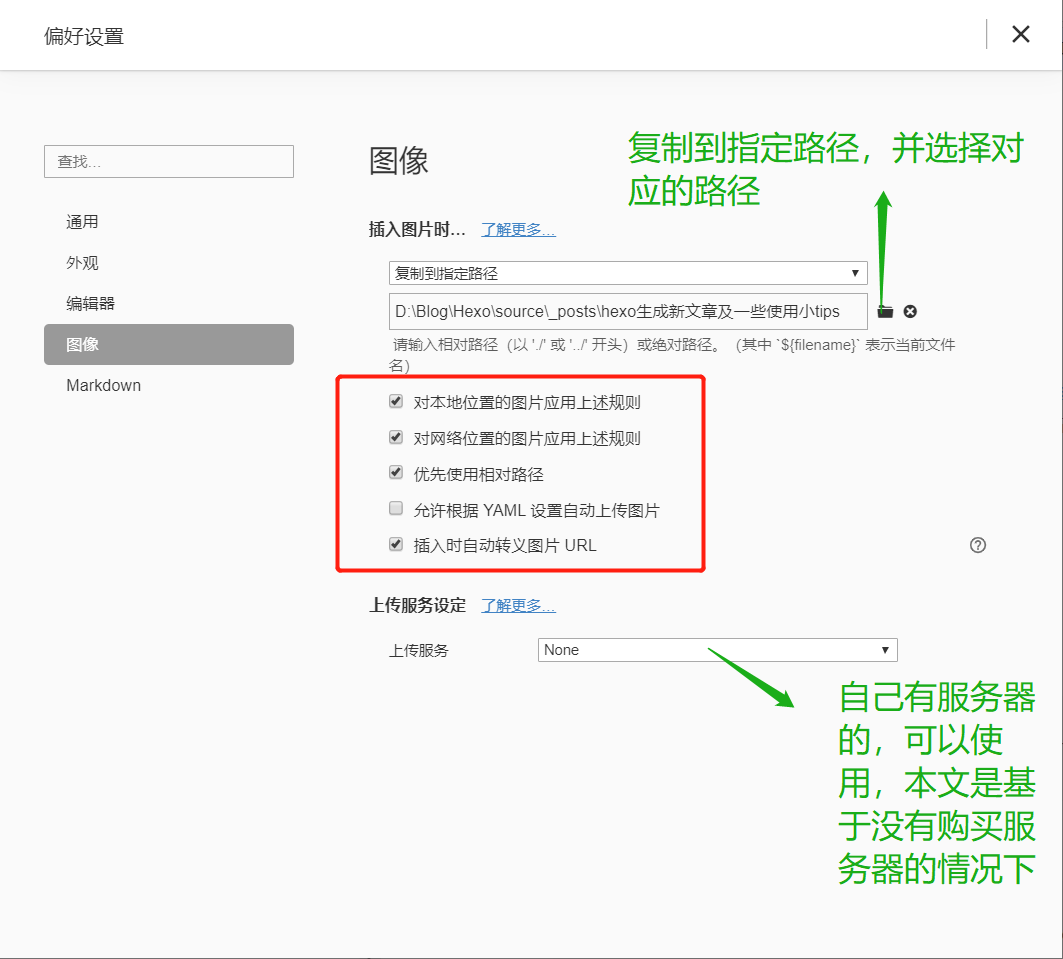 偏好设置
查找...
通用
外观
编辑器
图像
Markdown
图像
复制到指定路径，并选择对
应的路径
插入图片时... 了解更多...
复制到指定路径
D:\Blog\Hexo\source\_posts\hexo生成新文章及一些使用小tips
请输入相对路径（以 './' 或 '../' 开头）或绝对路径。（其中 `${filename}` 表示当前文件
名）
对本地位置的图片应用上述规则
对网络位置的图片应用上述规则
优先使用相对路径
允许根据 YAML 设置自动上传图片
插入时自动转义图片 URL
上传服务设定 了解更多...
上传服务 None
自己有服务器
的，可以使
用，本文是基
于没有购买服
务器的情况下